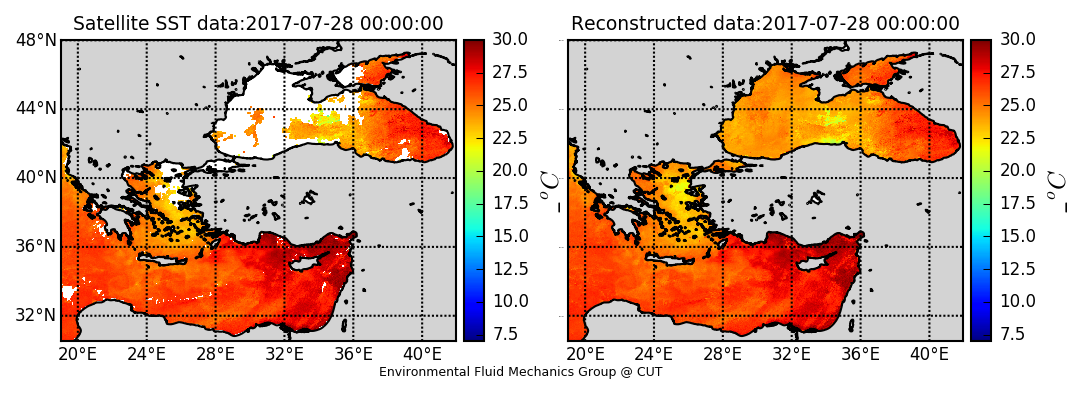 Satellite SST data:2017-07-28 00:00:00
48°N
44°N
40°N
36°N
32°N
20°E 24°E 28°E 32°E 36°E 40°E
30.0
27.5
25.0
22.5
20.0
17.5
15.0
12.5
10.0
7.5
_ °C
Reconstructed data:2017-07-28 00:00:00
20°E 24°E 28°E 32°E 36°E 40°E
30.0
27.5
25.0
22.5
20.0
17.5
15.0
12.5
10.0
7.5
_ °C
Environmental Fluid Mechanics Group @ CUT